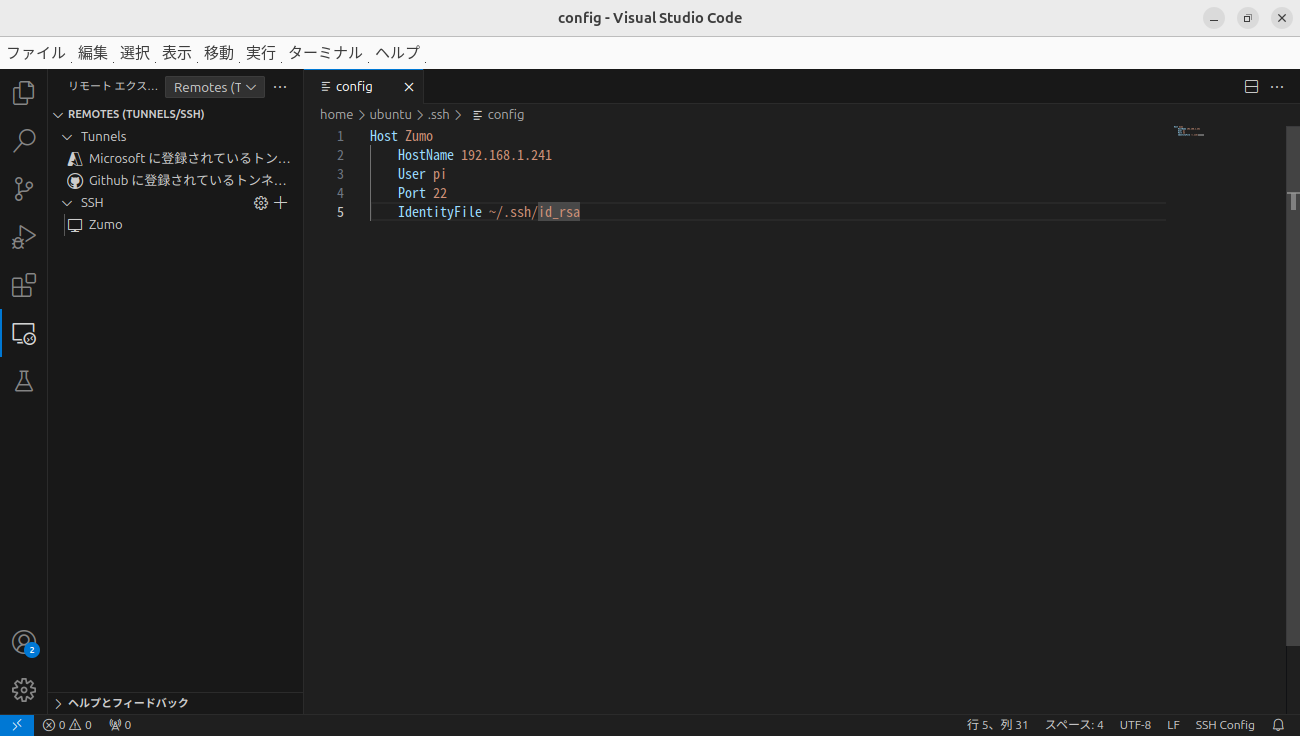 config - Visual Studio Code
ファイル 編集 選択 表示 移動 実行 ターミナル ヘルプ
リモート エクス... Remotes (T
REMOTES (TUNNELS/SSH)
Tunnels
Microsoft に登録されているトン...
Github に登録されているトンネ...
SSH
Zumo
config
home > ubuntu > .ssh > config
1 Host Zumo
2 HostName 192.168.1.241
3 User pi
4 Port 22
5 IdentityFile ~/.ssh/id_rsa
2
ヘルプとフィードバック
0 0 0
行 5、列 31 スペース: 4 UTF-8 LF SSH Config